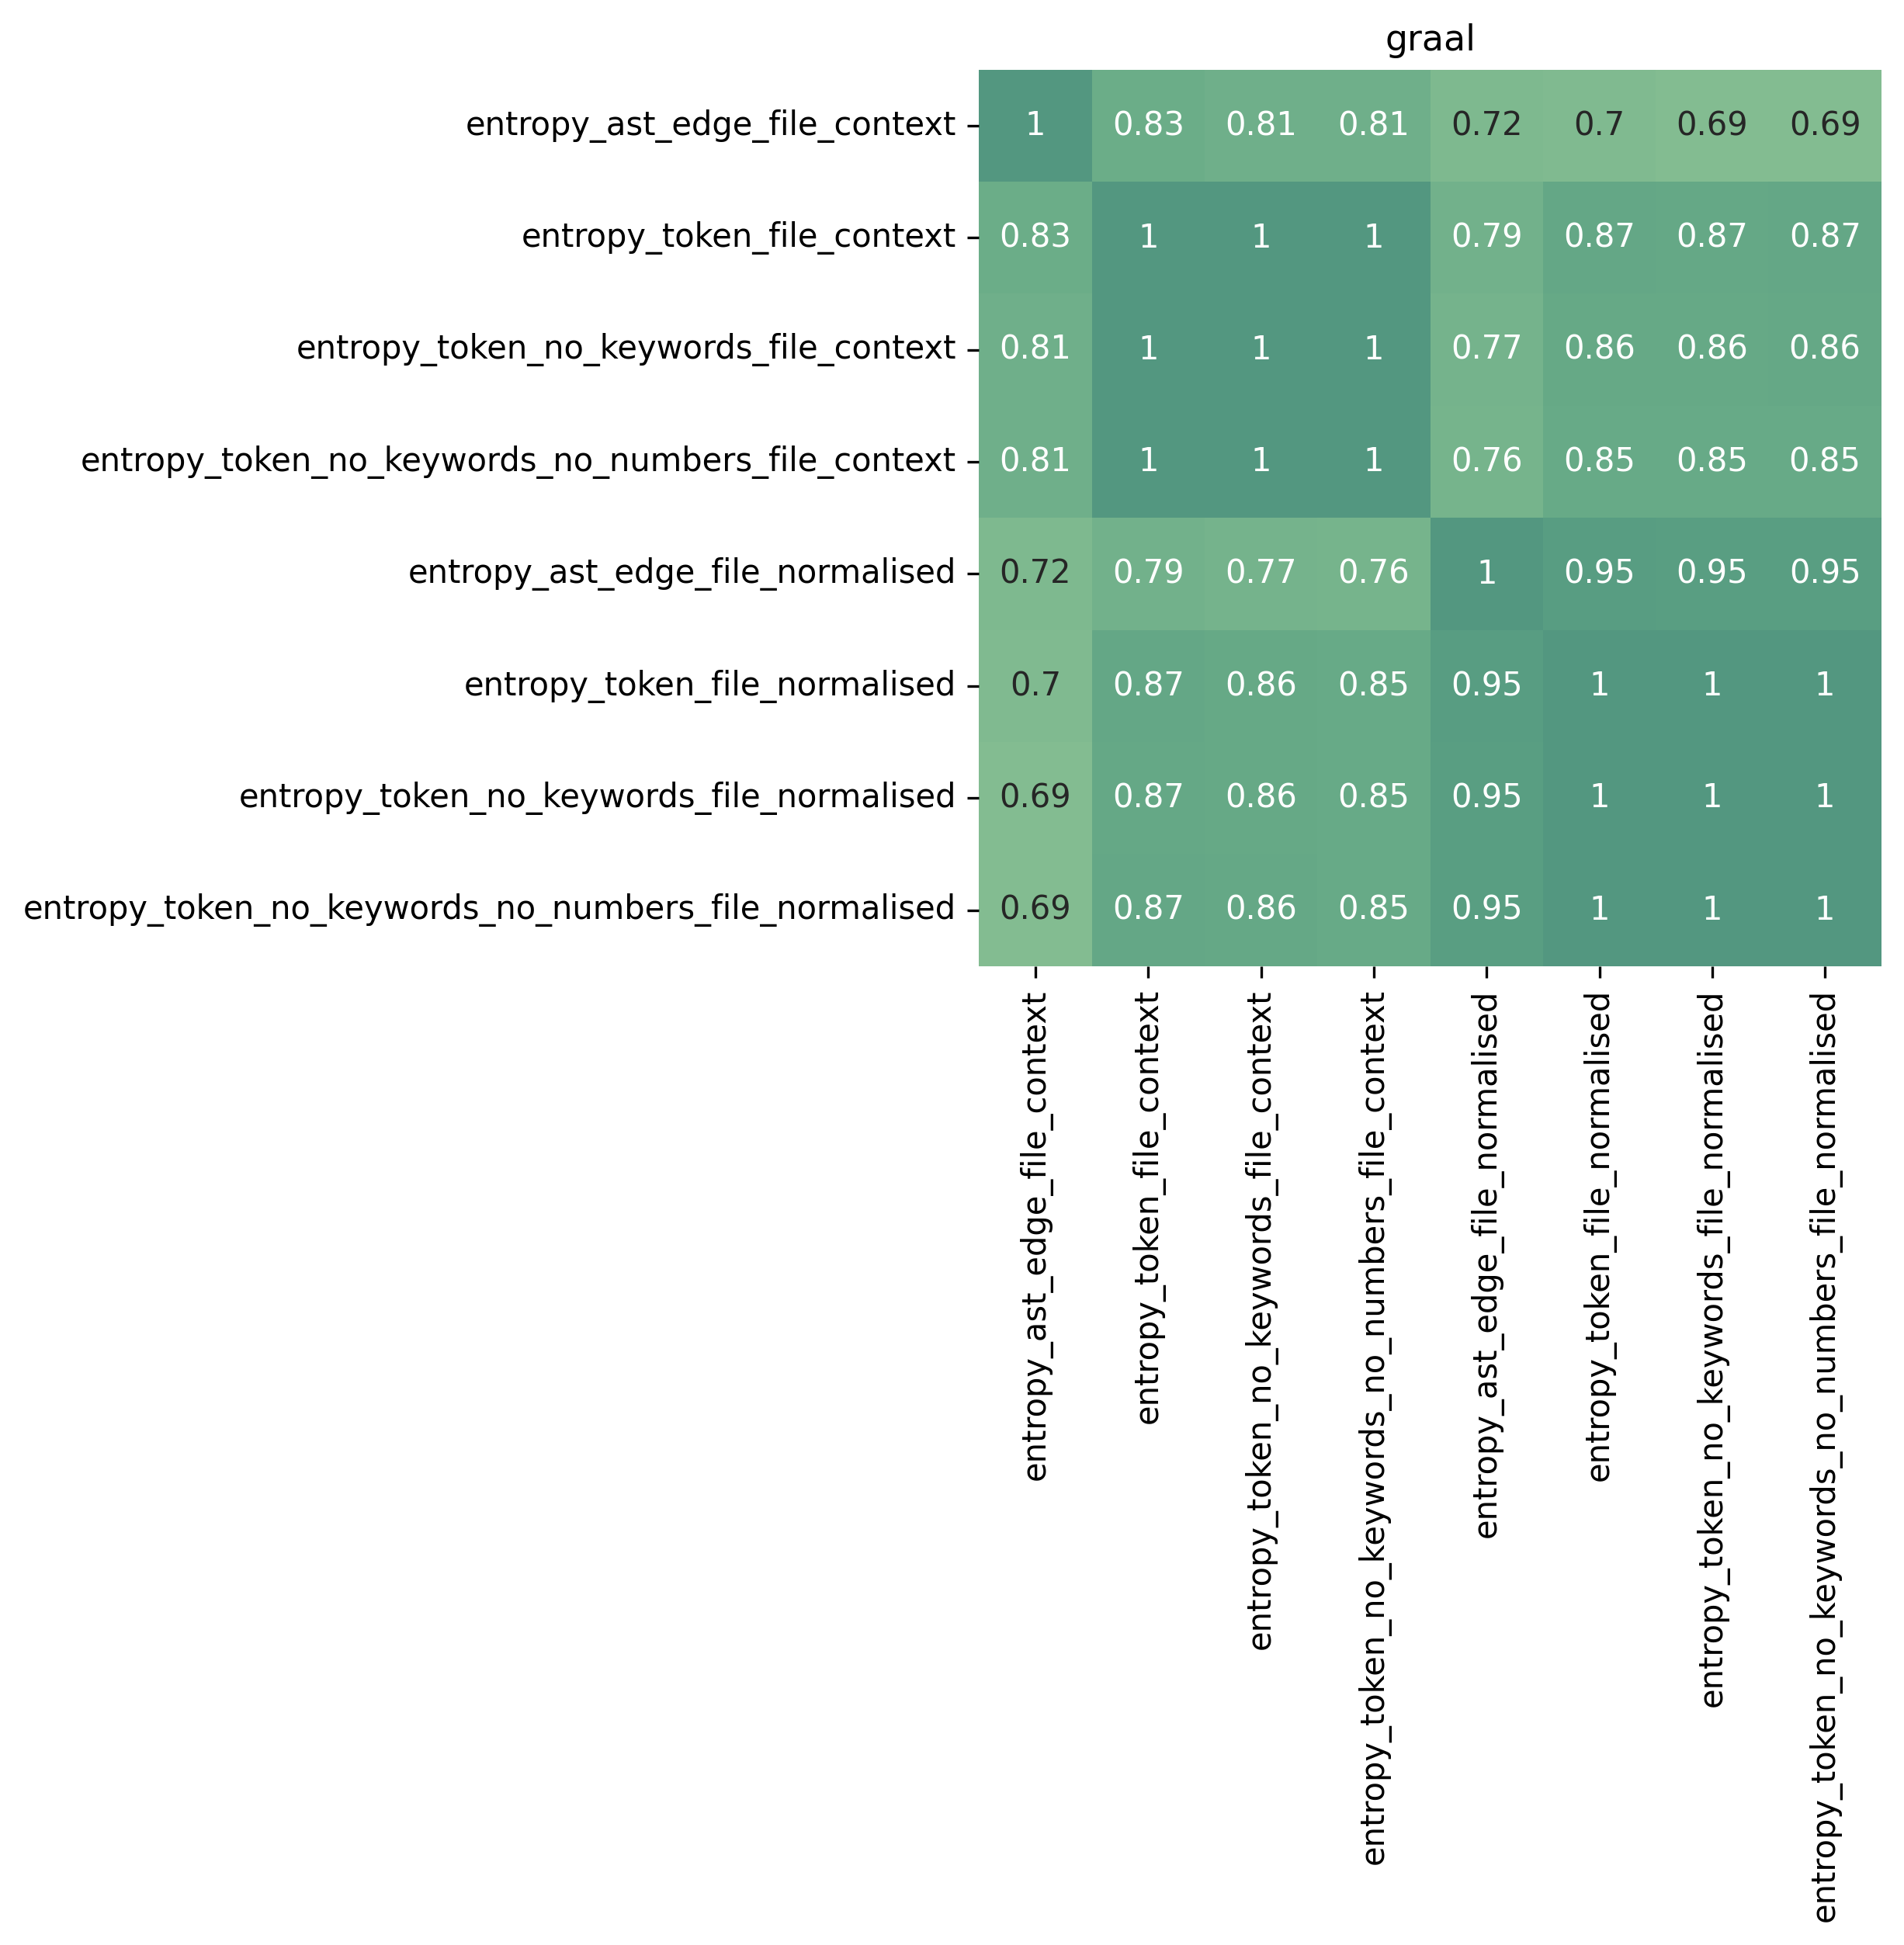 graal
entropy_ast_edge_file_context 1 0.83 0.81 0.81 0.72 0.7 0.69 0.69
entropy_token_file_context 0.83 1 1 1 0.79 0.87 0.87 0.87
entropy_token_no_keywords_file_context 0.81 1 1 1 0.77 0.86 0.86 0.86
entropy_token_no_keywords_no_numbers_file_context 0.81 1 1 1 0.76 0.85 0.85 0.85
entropy_ast_edge_file_normalised 0.72 0.79 0.77 0.76 1 0.95 0.95 0.95
entropy_token_file_normalised 0.7 0.87 0.86 0.85 0.95 1 1 1
entropy_token_no_keywords_file_normalised 0.69 0.87 0.86 0.85 0.95 1 1 1
entropy_token_no_keywords_no_numbers_file_normalised 0.69 0.87 0.86 0.85 0.95 1 1 1
entropy_ast_edge_file_context
entropy_token_file_context
entropy_token_no_keywords_file_context
entropy_token_no_keywords_no_numbers_file_context
entropy_ast_edge_file_normalised
entropy_token_file_normalised
entropy_token_no_keywords_file_normalised
entropy_token_no_keywords_no_numbers_file_normalised